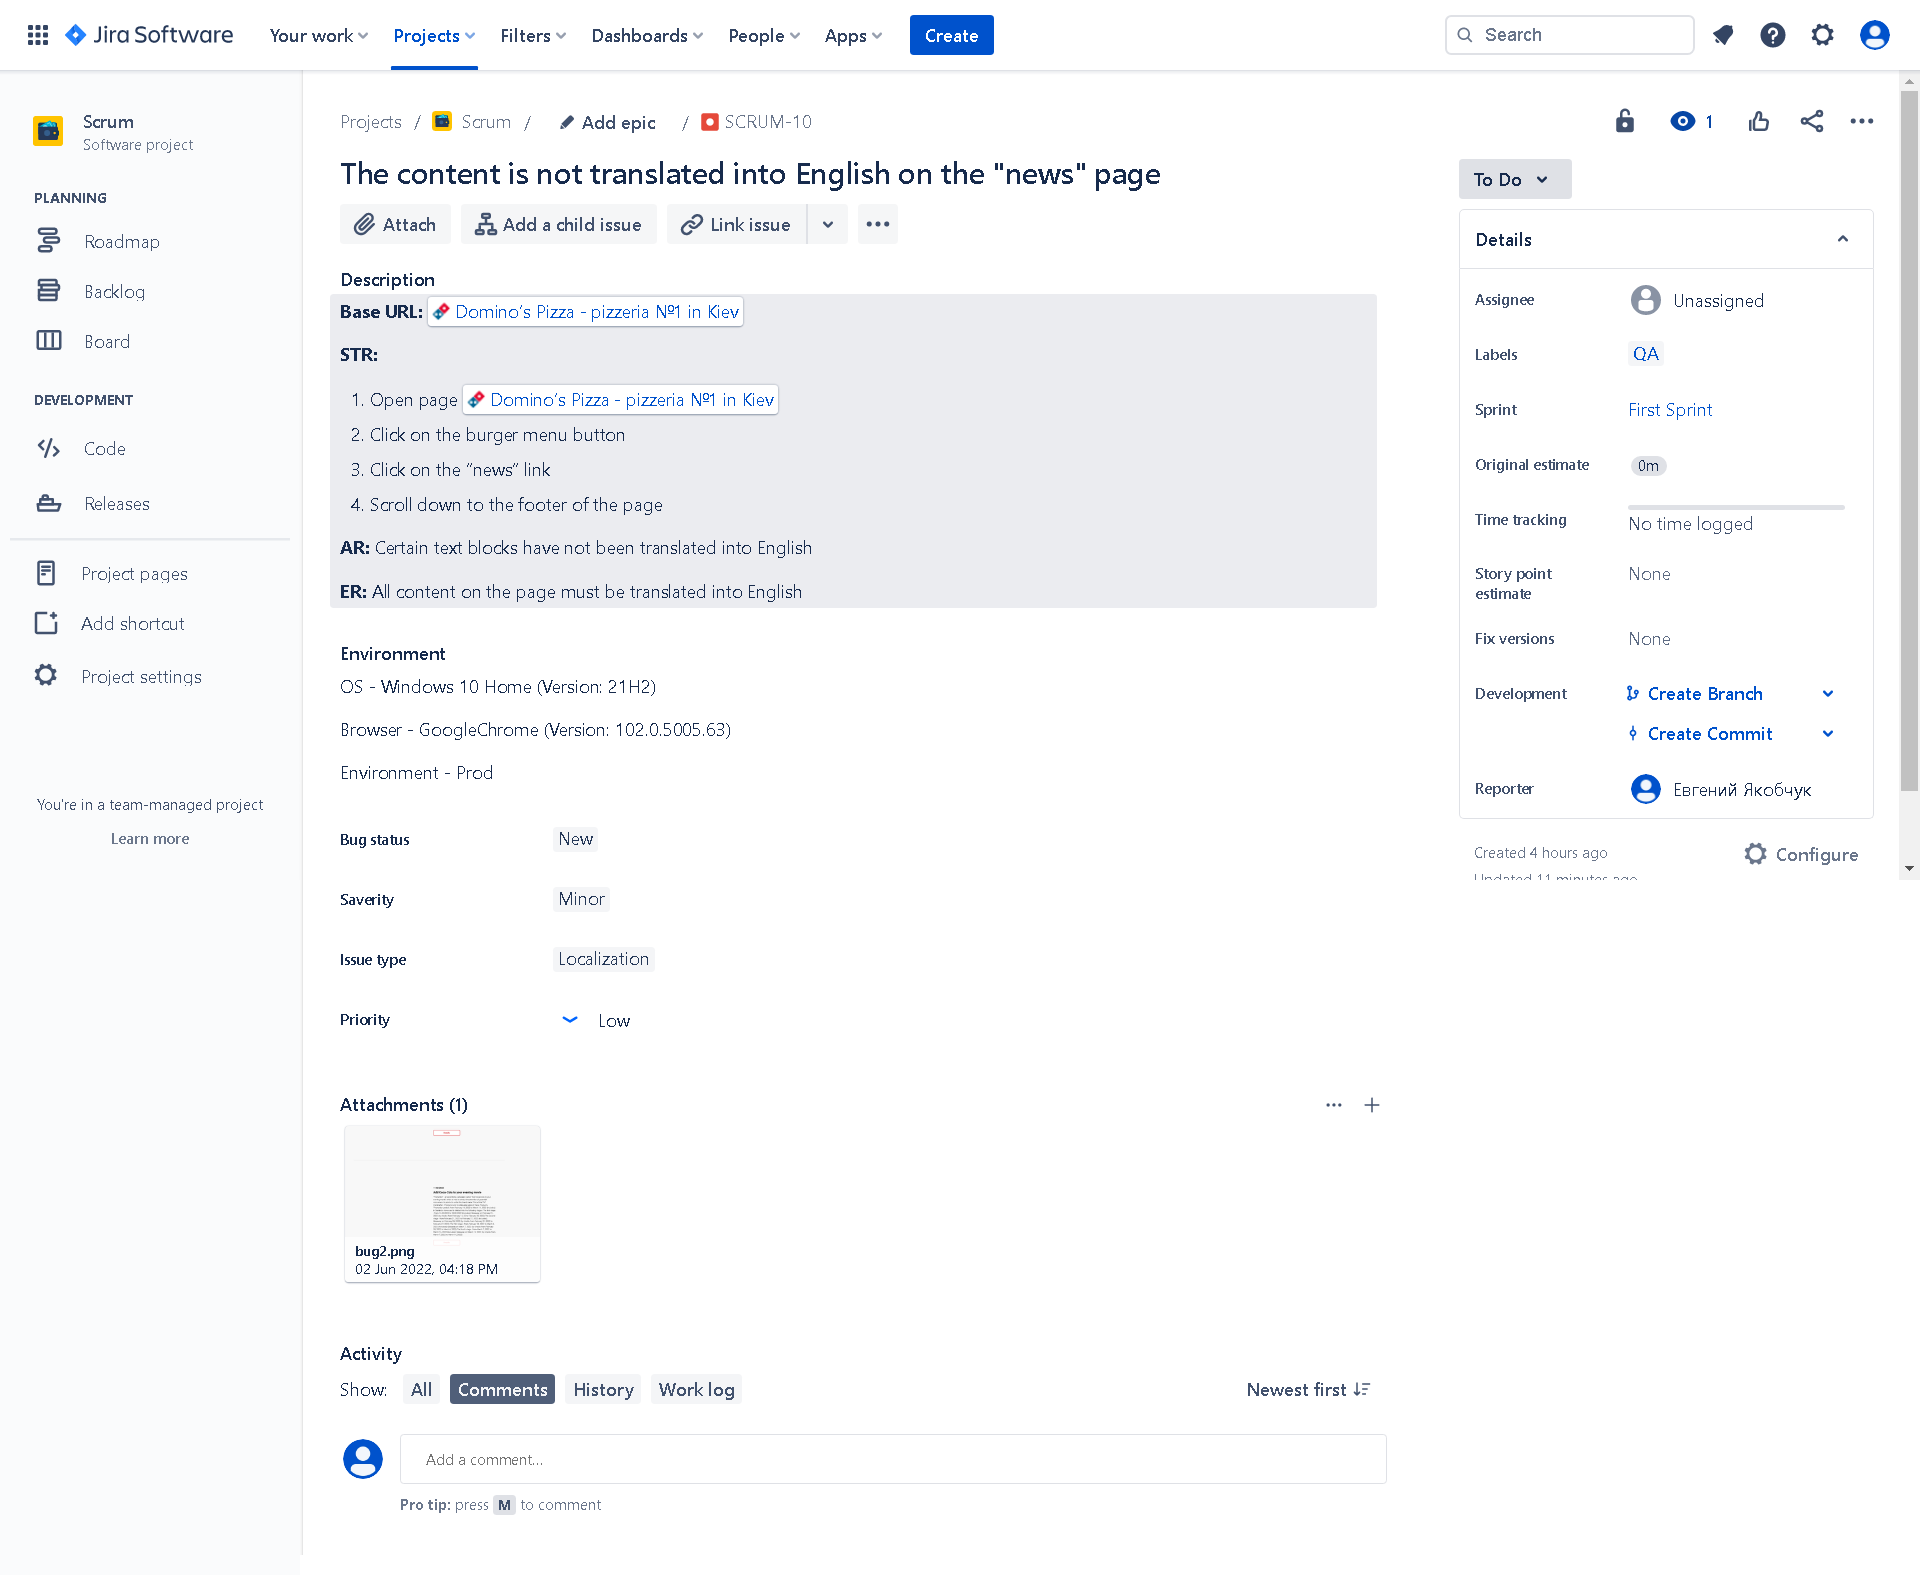 Jira Software
Your work
Projects
Filters
Dashboards
People
Apps
Create
Search
Scrum
Software project
PLANNING
Roadmap
Backlog
Board
DEVELOPMENT
Code
Releases
Project pages
Add shortcut
Project settings
You're in a team-managed project
Learn more
Projects / Scrum / Add epic / SCRUM-10
1
The content is not translated into English on the "news" page
Attach
Add a child issue
Link issue
Description
Base URL: Domino’s Pizza - pizzeria №1 in Kiev
STR:
1. Open page Domino’s Pizza - pizzeria №1 in Kiev
2. Click on the burger menu button
3. Click on the “news” link
4. Scroll down to the footer of the page
AR: Certain text blocks have not been translated into English
ER: All content on the page must be translated into English
Environment
OS - Windows 10 Home (Version: 21H2)
Browser - GoogleChrome (Version: 102.0.5005.63)
Environment - Prod
Bug status New
Saverity Minor
Issue type Localization
Priority Low
Attachments (1)
bug2.png
02 Jun 2022, 04:18 PM
Activity
Show: All Comments History Work log
Newest first
Add a comment...
Pro tip: press M to comment
To Do
Details
Assignee Unassigned
Labels QA
Sprint First Sprint
Original estimate 0m
Time tracking No time logged
Story point estimate None
Fix versions None
Development Create Branch
Create Commit
Reporter Евгений Якобчук
Created 4 hours ago
Configure
Updated 11 minutes ago